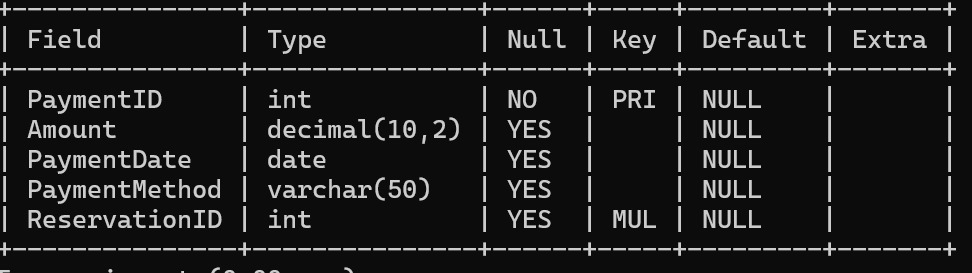 +---------------+---------------+------+-----+---------+-------+
| Field         | Type          | Null | Key | Default | Extra |
+---------------+---------------+------+-----+---------+-------+
| PaymentID     | int           | NO   | PRI | NULL    |       |
| Amount        | decimal(10,2) | YES  |     | NULL    |       |
| PaymentDate   | date          | YES  |     | NULL    |       |
| PaymentMethod | varchar(50)   | YES  |     | NULL    |       |
| ReservationID | int           | YES  | MUL | NULL    |       |
+---------------+---------------+------+-----+---------+-------+